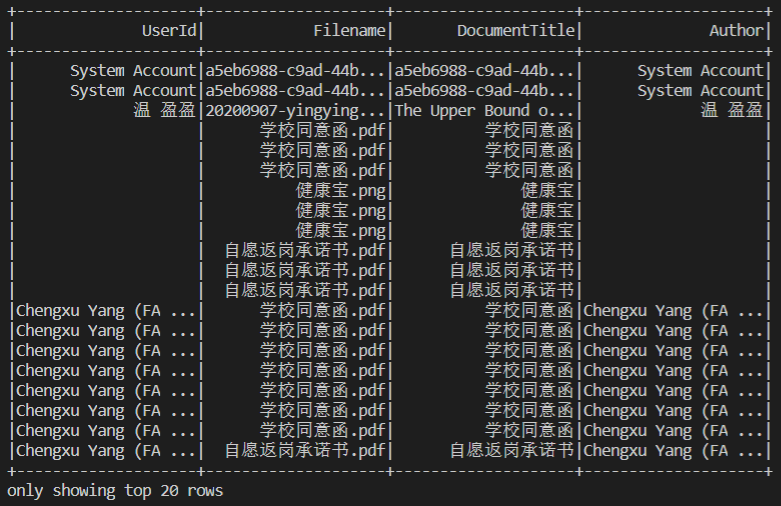 +--------------------+--------------------+--------------------+--------------------+
|              UserId|            Filename|       DocumentTitle|              Author|
+--------------------+--------------------+--------------------+--------------------+
|      System Account|a5eb6988-c9ad-44b...|a5eb6988-c9ad-44b...|      System Account|
|      System Account|a5eb6988-c9ad-44b...|a5eb6988-c9ad-44b...|      System Account|
|               温 盈盈|20200907-yingying...|The Upper Bound o...|               温 盈盈|
|                    |           学校同意函.pdf|               学校同意函|                    |
|                    |           学校同意函.pdf|               学校同意函|                    |
|                    |           学校同意函.pdf|               学校同意函|                    |
|                    |             健康宝.png|                 健康宝|                    |
|                    |             健康宝.png|                 健康宝|                    |
|                    |             健康宝.png|                 健康宝|                    |
|                    |         自愿返岗承诺书.pdf|             自愿返岗承诺书|                    |
|                    |         自愿返岗承诺书.pdf|             自愿返岗承诺书|                    |
|                    |         自愿返岗承诺书.pdf|             自愿返岗承诺书|                    |
|Chengxu Yang (FA ...|           学校同意函.pdf|               学校同意函|Chengxu Yang (FA ...|
|Chengxu Yang (FA ...|           学校同意函.pdf|               学校同意函|Chengxu Yang (FA ...|
|Chengxu Yang (FA ...|           学校同意函.pdf|               学校同意函|Chengxu Yang (FA ...|
|Chengxu Yang (FA ...|           学校同意函.pdf|               学校同意函|Chengxu Yang (FA ...|
|Chengxu Yang (FA ...|           学校同意函.pdf|               学校同意函|Chengxu Yang (FA ...|
|Chengxu Yang (FA ...|           学校同意函.pdf|               学校同意函|Chengxu Yang (FA ...|
|Chengxu Yang (FA ...|           学校同意函.pdf|               学校同意函|Chengxu Yang (FA ...|
|Chengxu Yang (FA ...|         自愿返岗承诺书.pdf|             自愿返岗承诺书|Chengxu Yang (FA ...|
+--------------------+--------------------+--------------------+--------------------+
only showing top 20 rows